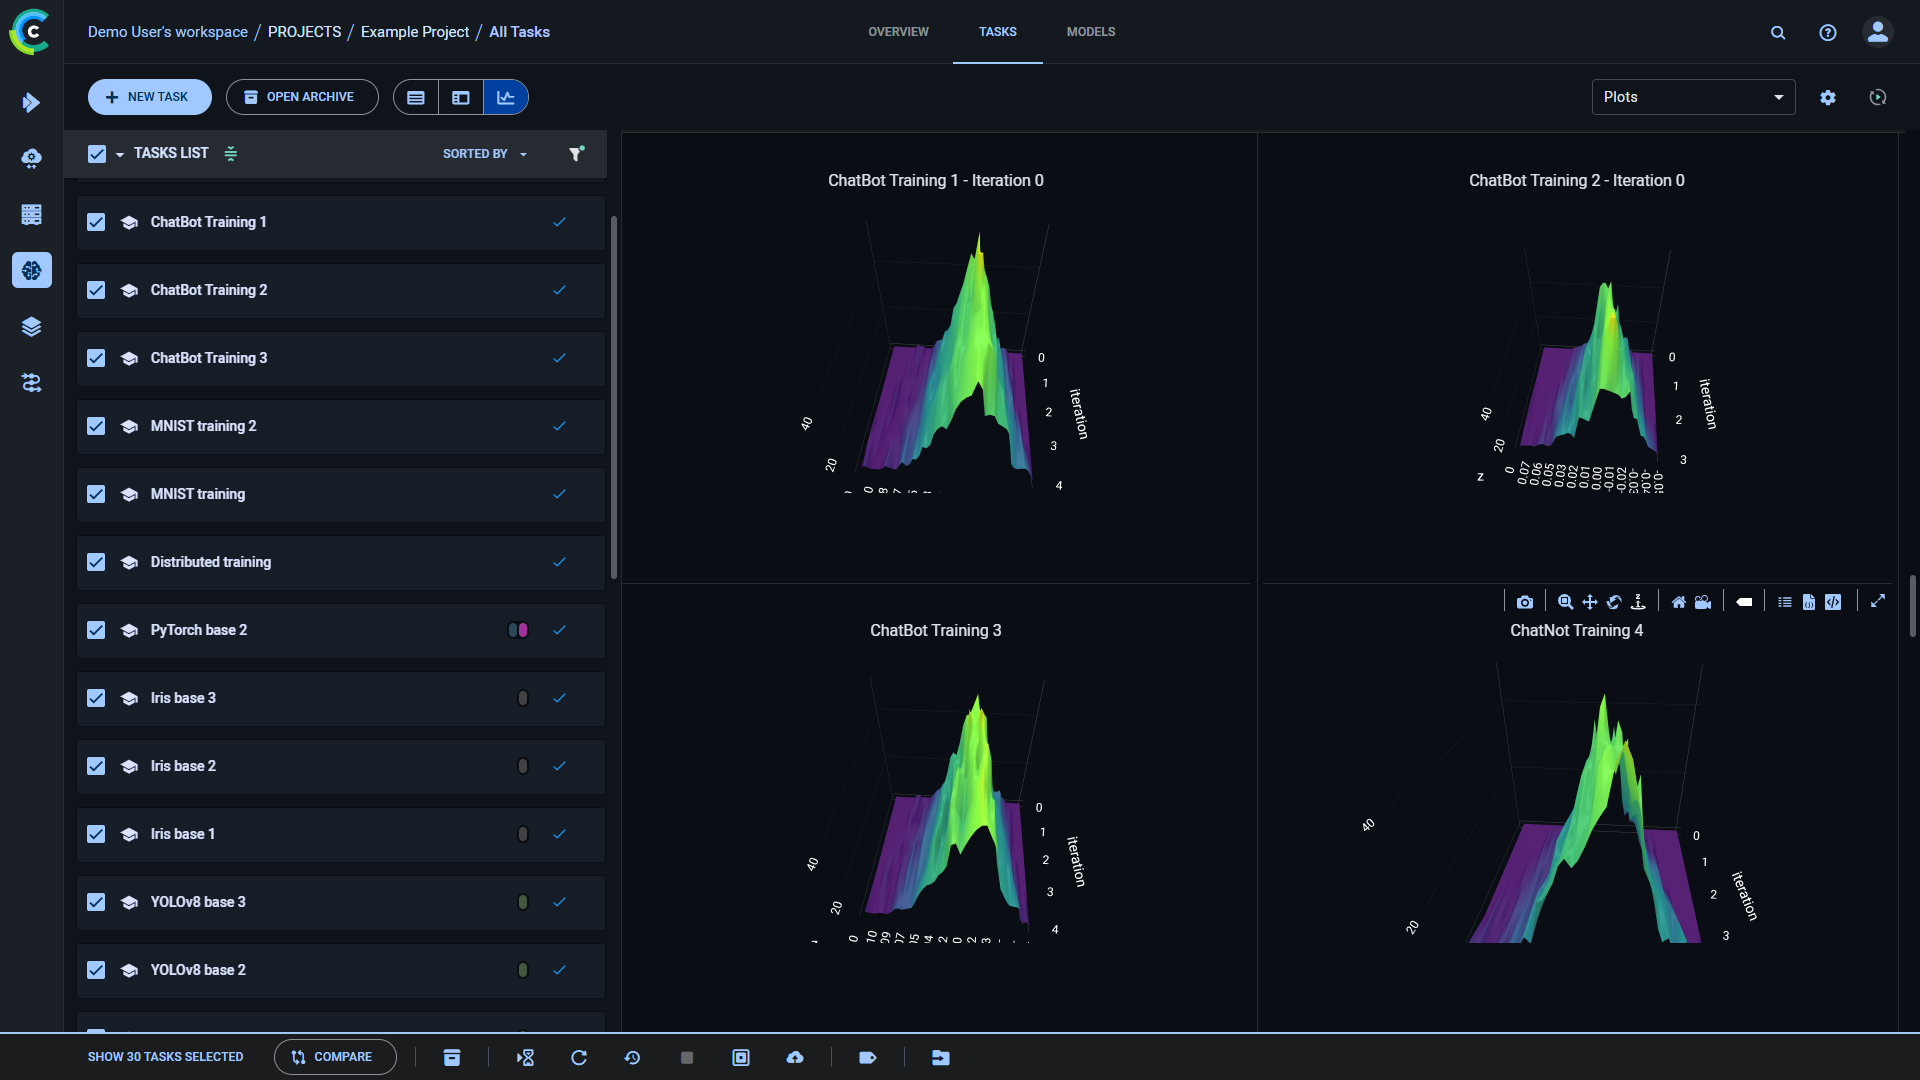 Demo User's workspace / PROJECTS / Example Project / All Tasks
OVERVIEW TASKS MODELS
NEW TASK
OPEN ARCHIVE
Plots
TASKS LIST
SORTED BY
ChatBot Training 1
ChatBot Training 2
ChatBot Training 3
MNIST training 2
MNIST training
Distributed training
PyTorch base 2
Iris base 3
Iris base 2
Iris base 1
YOLOv8 base 3
YOLOv8 base 2
ChatBot Training 1 - Iteration 0
0
1
2
3
4
iteration
40
20
ChatBot Training 2 - Iteration 0
0
1
2
3
iteration
40
20
0
z
0.07
0.06
0.05
0.03
0.02
0.01
0.00
-0.01
-0.02
ChatBot Training 3
0
1
2
3
4
iteration
40
20
0
ChatNot Training 4
0
1
2
3
iteration
40
20
SHOW 30 TASKS SELECTED
COMPARE